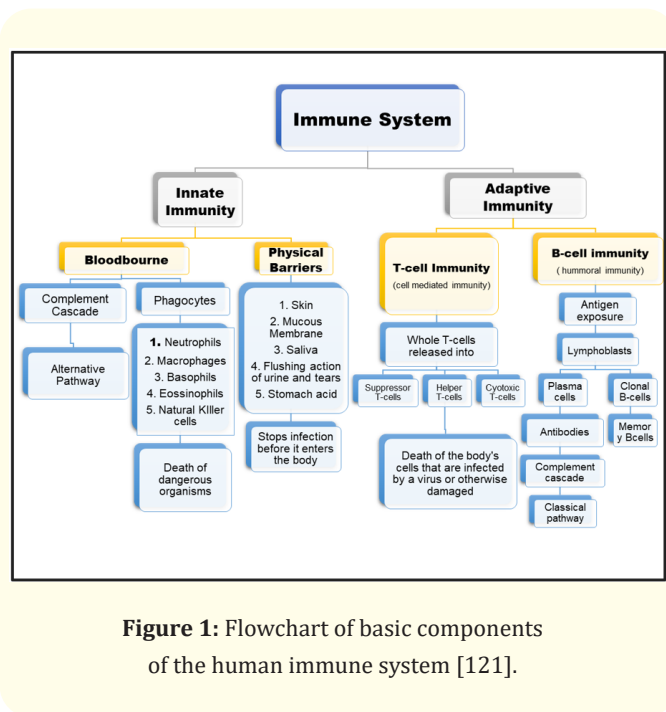 Immune System
Innate
Immunity
Adaptive
Immunity
Bloodbourne
Physical
Barriers
T-cell Immunity
(cell mediated immunity)
B-cell immunity
( hummoral immunity)
Complement
Cascade
Phagocytes
Alternative
Pathway
1. Neutrophils
2. Macrophages
3. Basophils
4. Eossinophils
5. Natural KIller
cells
Death of
dangerous
organisms
1. Skin
2. Mucous
Membrane
3. Saliva
4. Flushing action
of urine and tears
5. Stomach acid
Stops infection
before it enters
the body
Whole T-cells
released into
Suppressor
T-cells
Helper
T-cells
Cyotoxic
T-cells
Death of the body's
cells that are infected
by a virus or otherwise
damaged
Antigen
exposure
Lymphoblasts
Plasma
cells
Clonal
B-cells
Antibodies
Memor
y Bcells
Complement
cascade
Classical
pathway
Figure 1: Flowchart of basic components
of the human immune system [121].